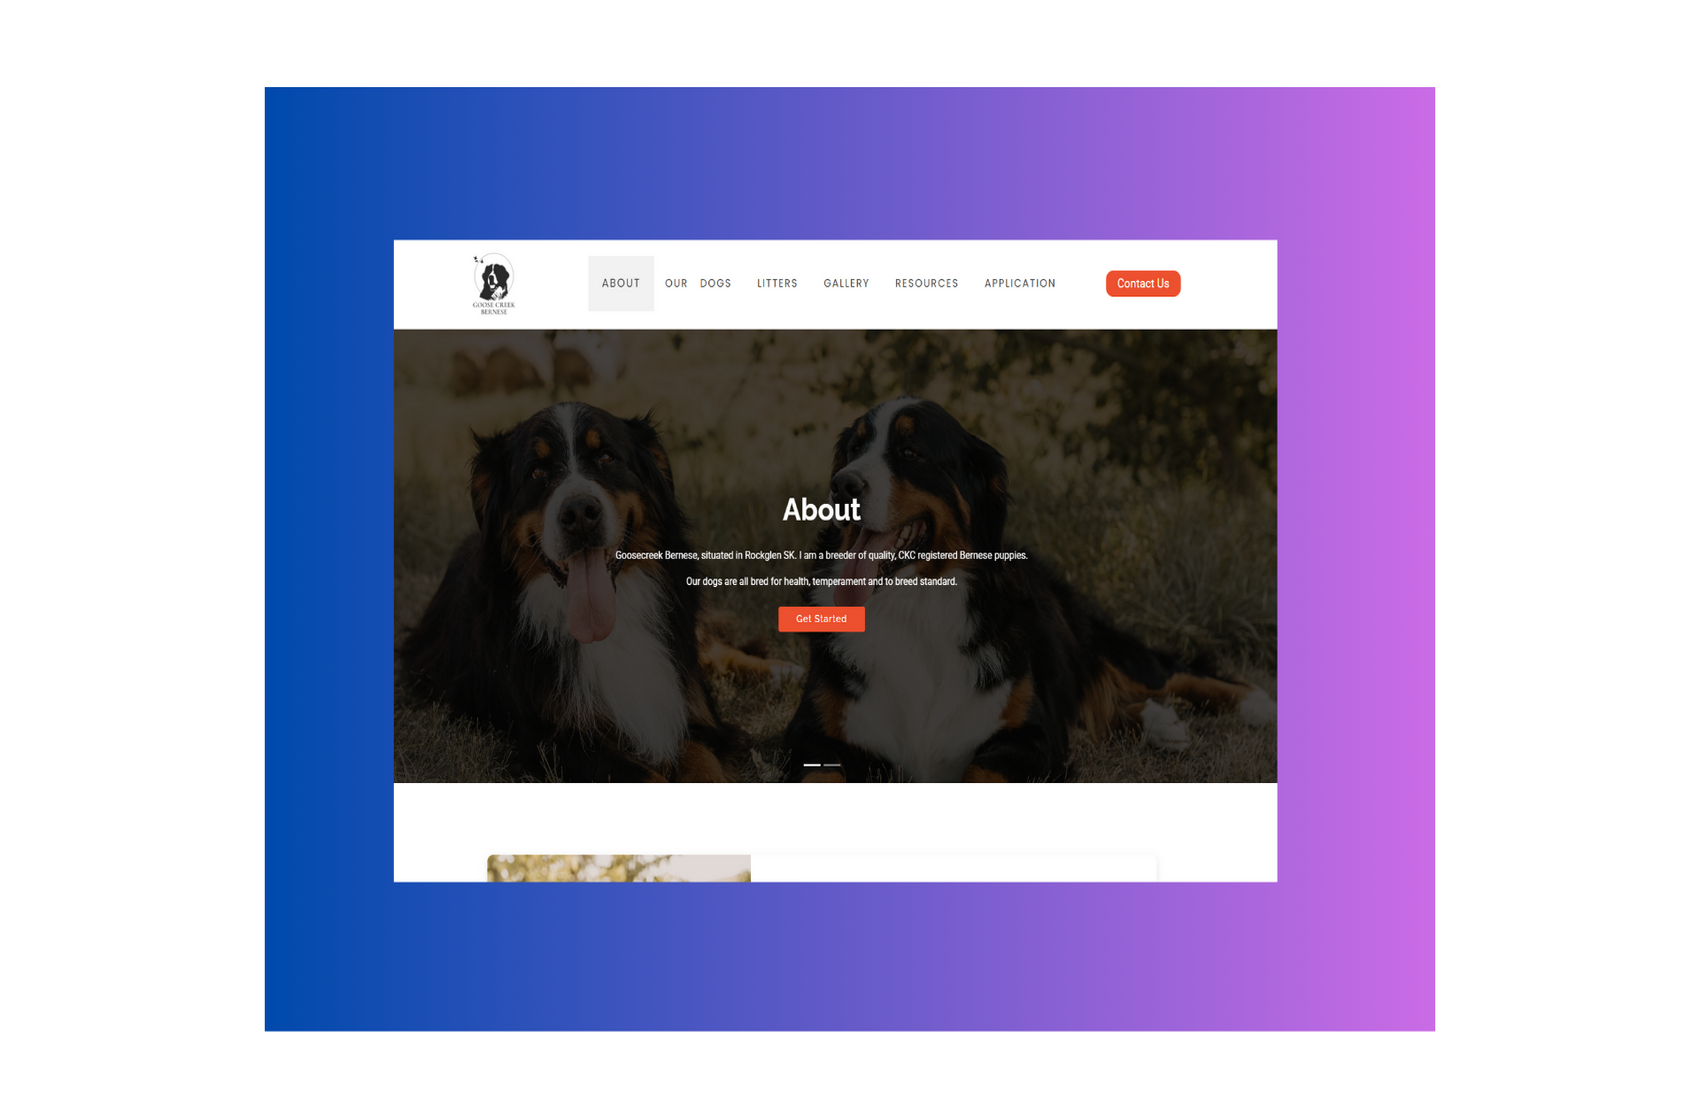 GOOSE CREEK
BERNESE
ABOUT OUR DOGS LITTERS GALLERY RESOURCES APPLICATION Contact Us
About
Goosecreek Bernese, situated in Rockglen SK. I am a breeder of quality, CKC registered Bernese puppies.
Our dogs are all bred for health, temperament and to breed standard.
Get Started